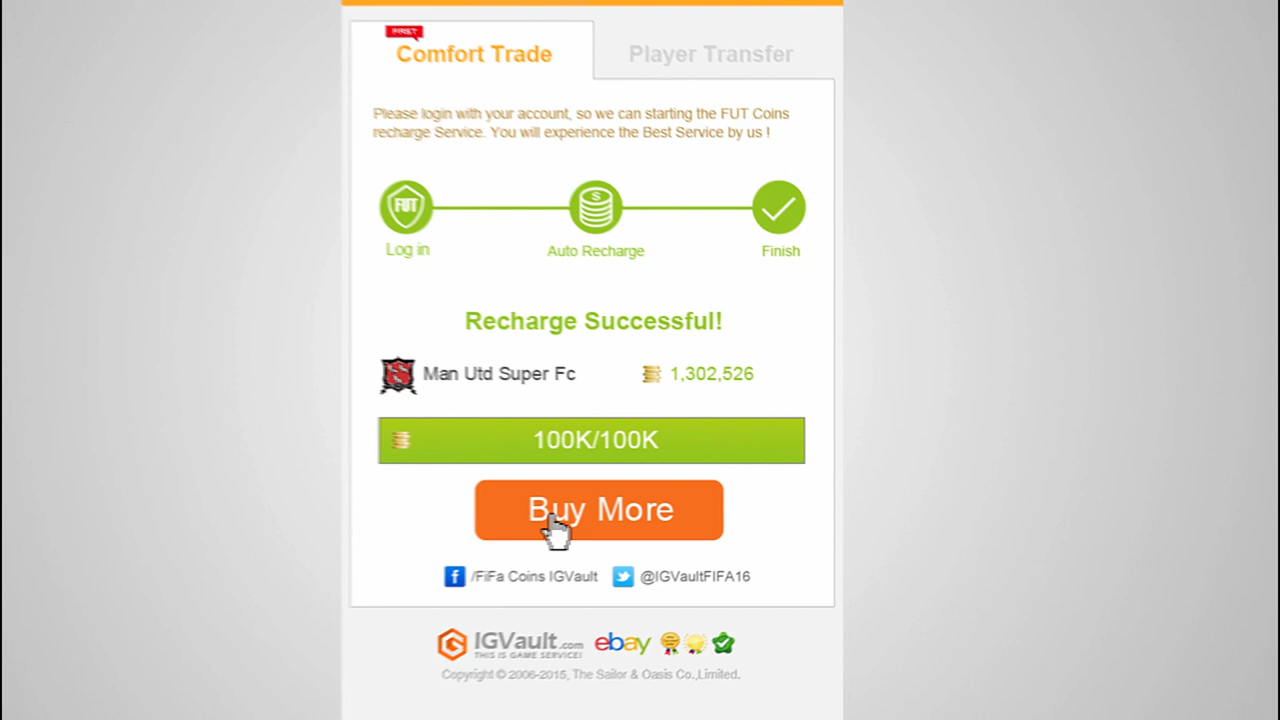 FIRST
Comfort Trade
Player Transfer
Please login with your account, so we can starting the FUT Coins
recharge Service. You will experience the Best Service by us !
FUT
$
Log in
Auto Recharge
Finish
Recharge Successful!
Man Utd Super Fc
1,302,526
100K/100K
Buy More
f /FiFa Coins IGVault
@IGVaultFIFA16
IGVault.com
THIS IS GAME SERVICE!
ebay
Copyright © 2006-2015, The Sailor & Oasis Co.,Limited.